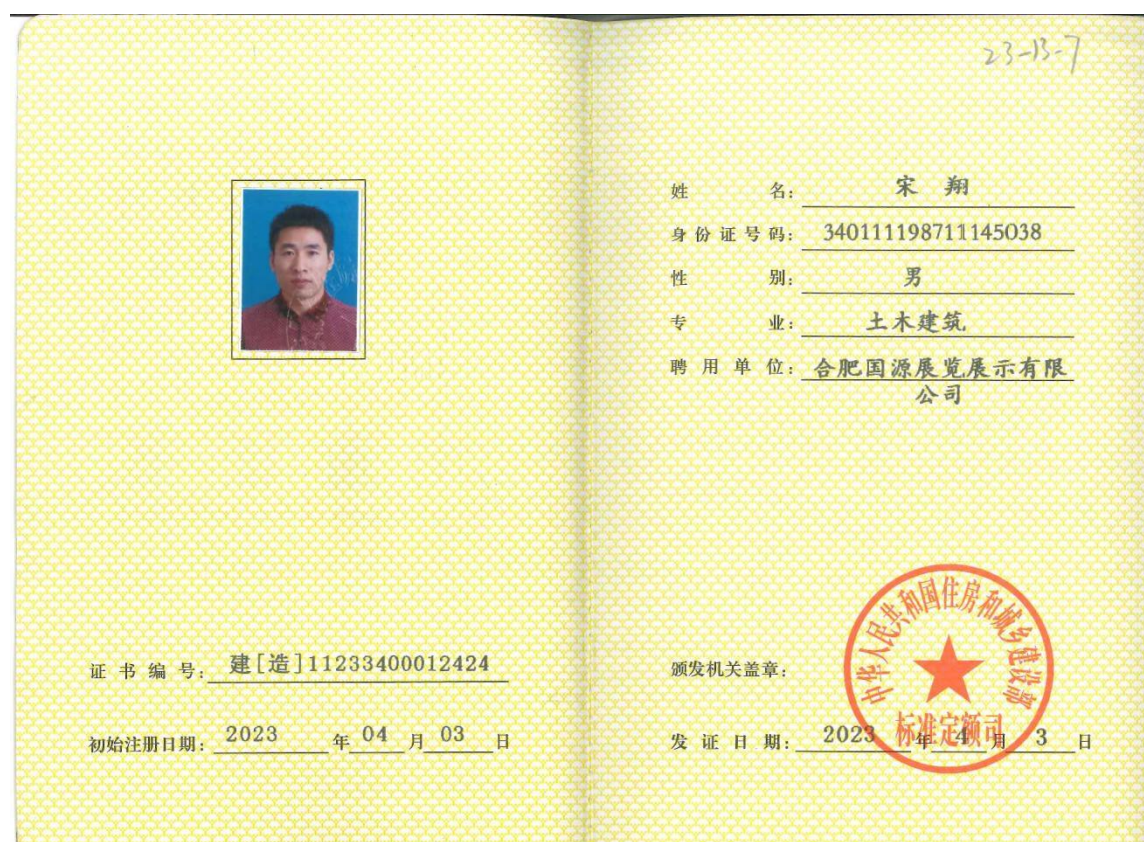 23-13-7
姓 名: 宋 翔
身份证号码: 340111198711145038
性 别: 男
专 业: 土木建筑
聘用单位: 合肥国源展览展示有限
公司
证书编号: 建[造]11233400012424
初始注册日期: 2023 年 04 月 03 日
颁发机关盖章:
中华人民共和国住房和城乡建设部
标准定额司
发证日期: 2023 年 4 月 3 日